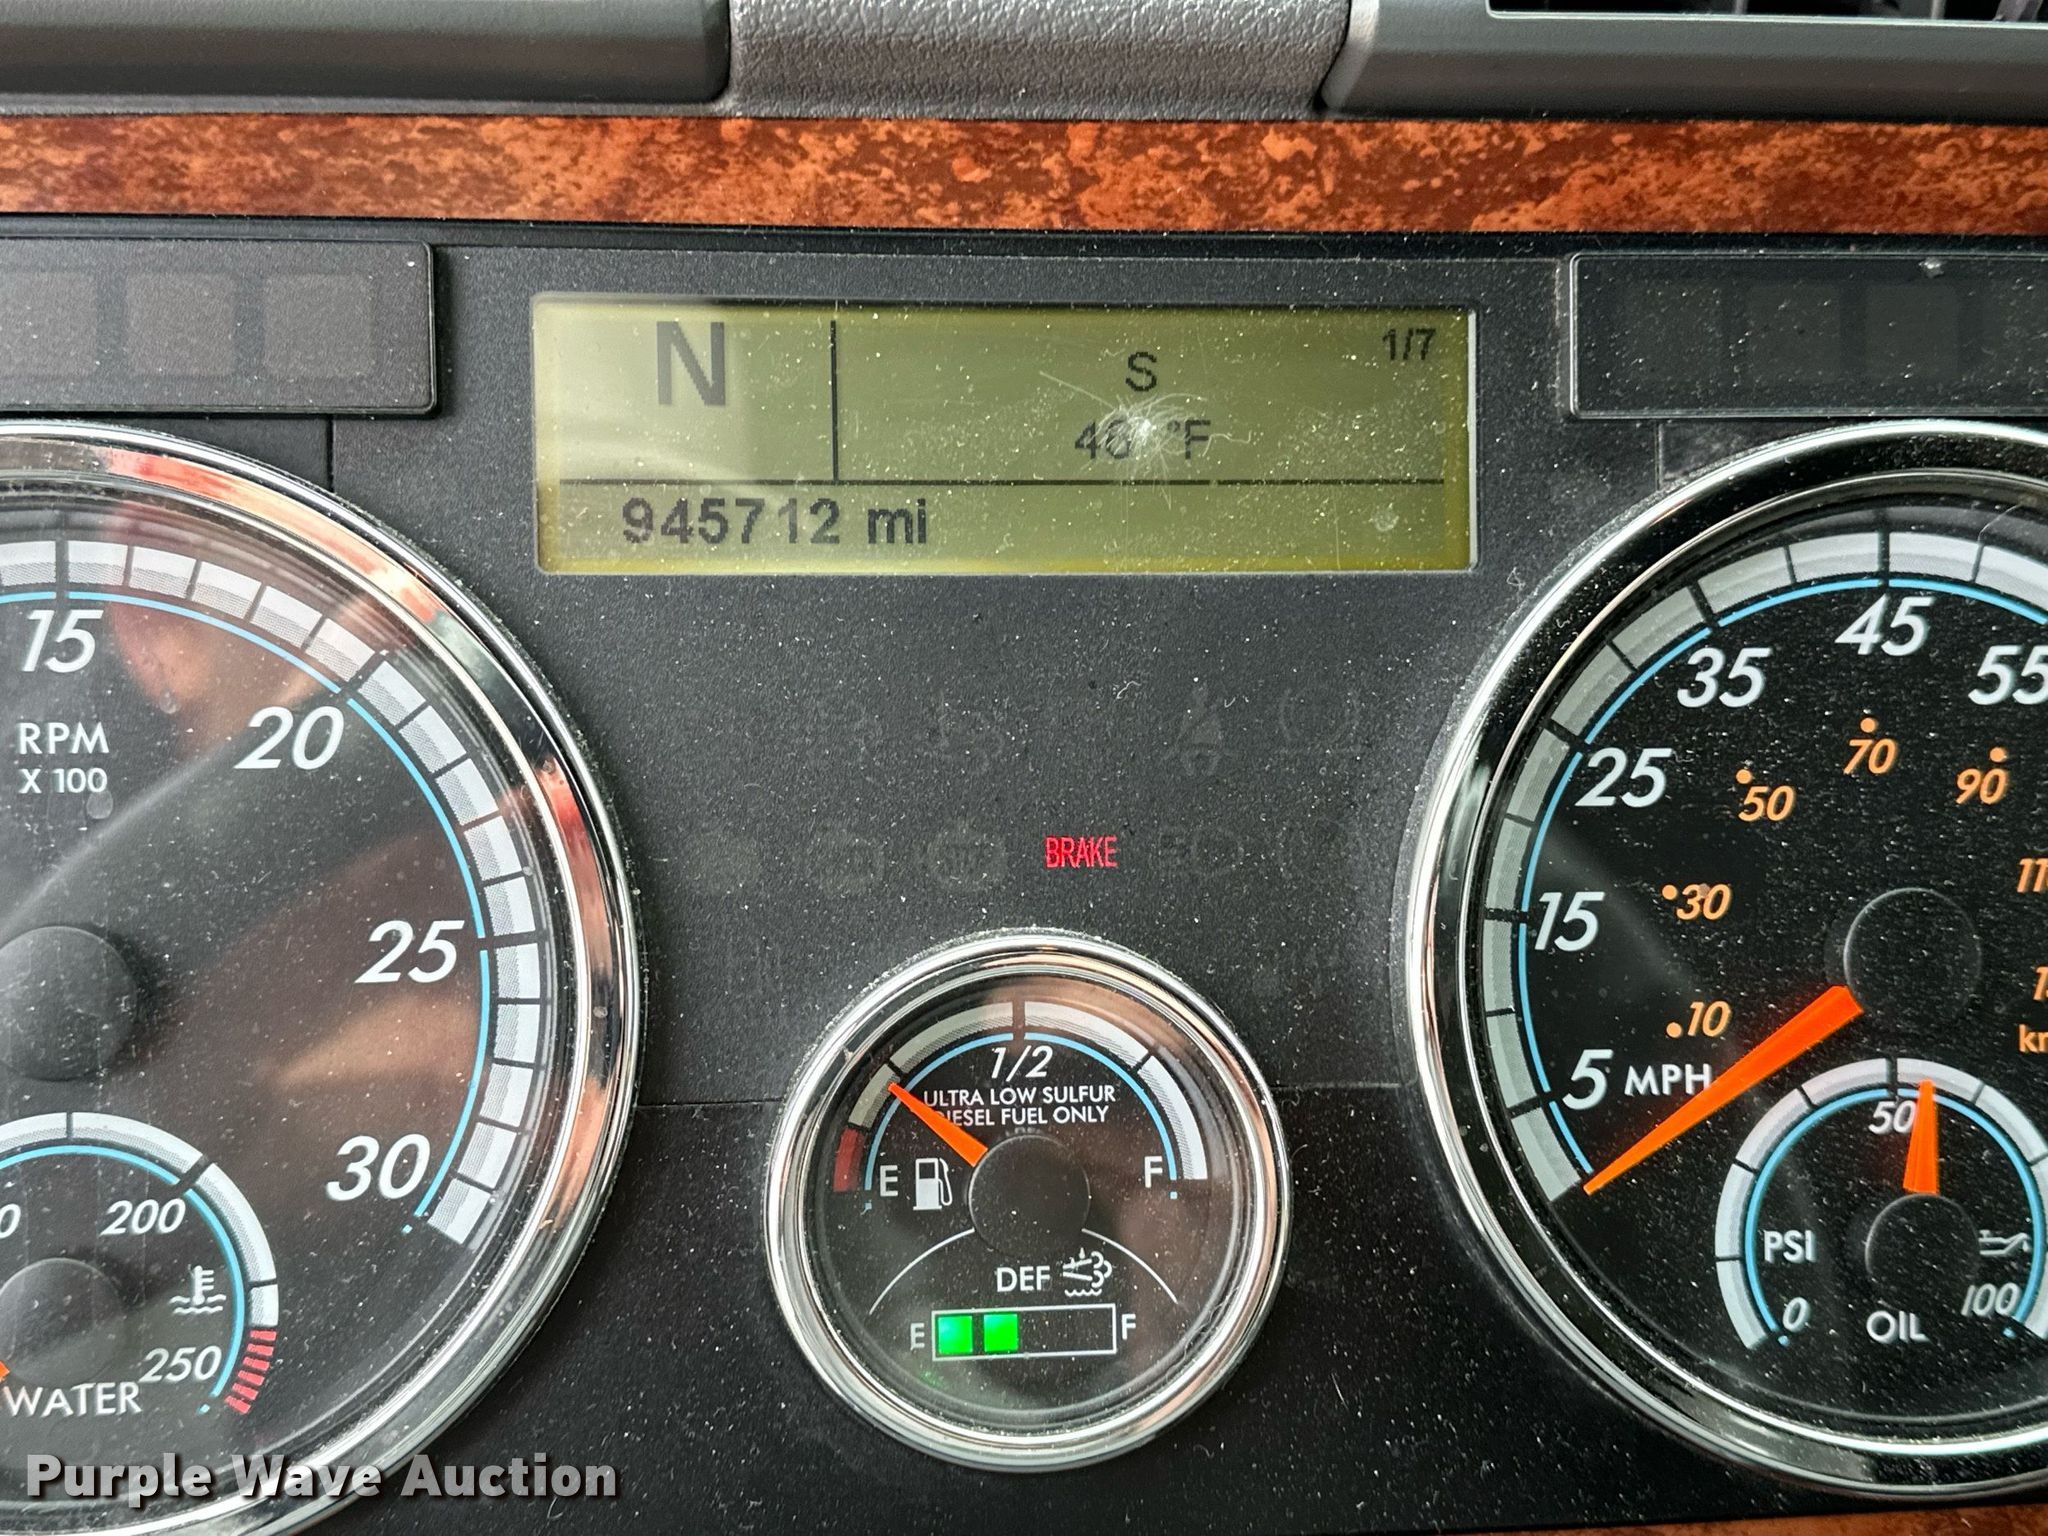 N
S
1/7
°F
945712 mi
15
20
25
30
RPM
X 100
200
250
WATER
BRAKE
1/2
ULTRA LOW SULFUR
DIESEL FUEL ONLY
E
F
DEF
E
F
5 MPH
15
25
35
45
55
10
30
50
70
90
50
PSI
0
100
OIL
Purple Wave Auction